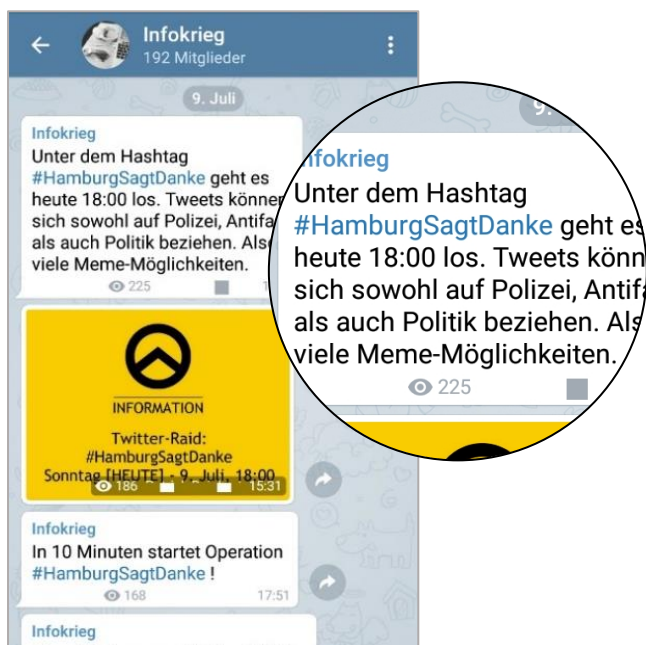 Infokrieg
192 Mitglieder
9. Juli
Infokrieg
Unter dem Hashtag
#HamburgSagtDanke geht es
heute 18:00 los. Tweets können
sich sowohl auf Polizei, Antifa
als auch Politik beziehen. Also
viele Meme-Möglichkeiten.
225
INFORMATION
Twitter-Raid:
#HamburgSagtDanke
Sonntag [HEUTE] - 9. Juli, 18:00
186 15:31
Infokrieg
In 10 Minuten startet Operation
#HamburgSagtDanke !
168 17:51
Infokrieg
9.
nfokrieg
Unter dem Hashtag
#HamburgSagtDanke geht es
heute 18:00 los. Tweets könn
sich sowohl auf Polizei, Antifa
als auch Politik beziehen. Als
viele Meme-Möglichkeiten.
225